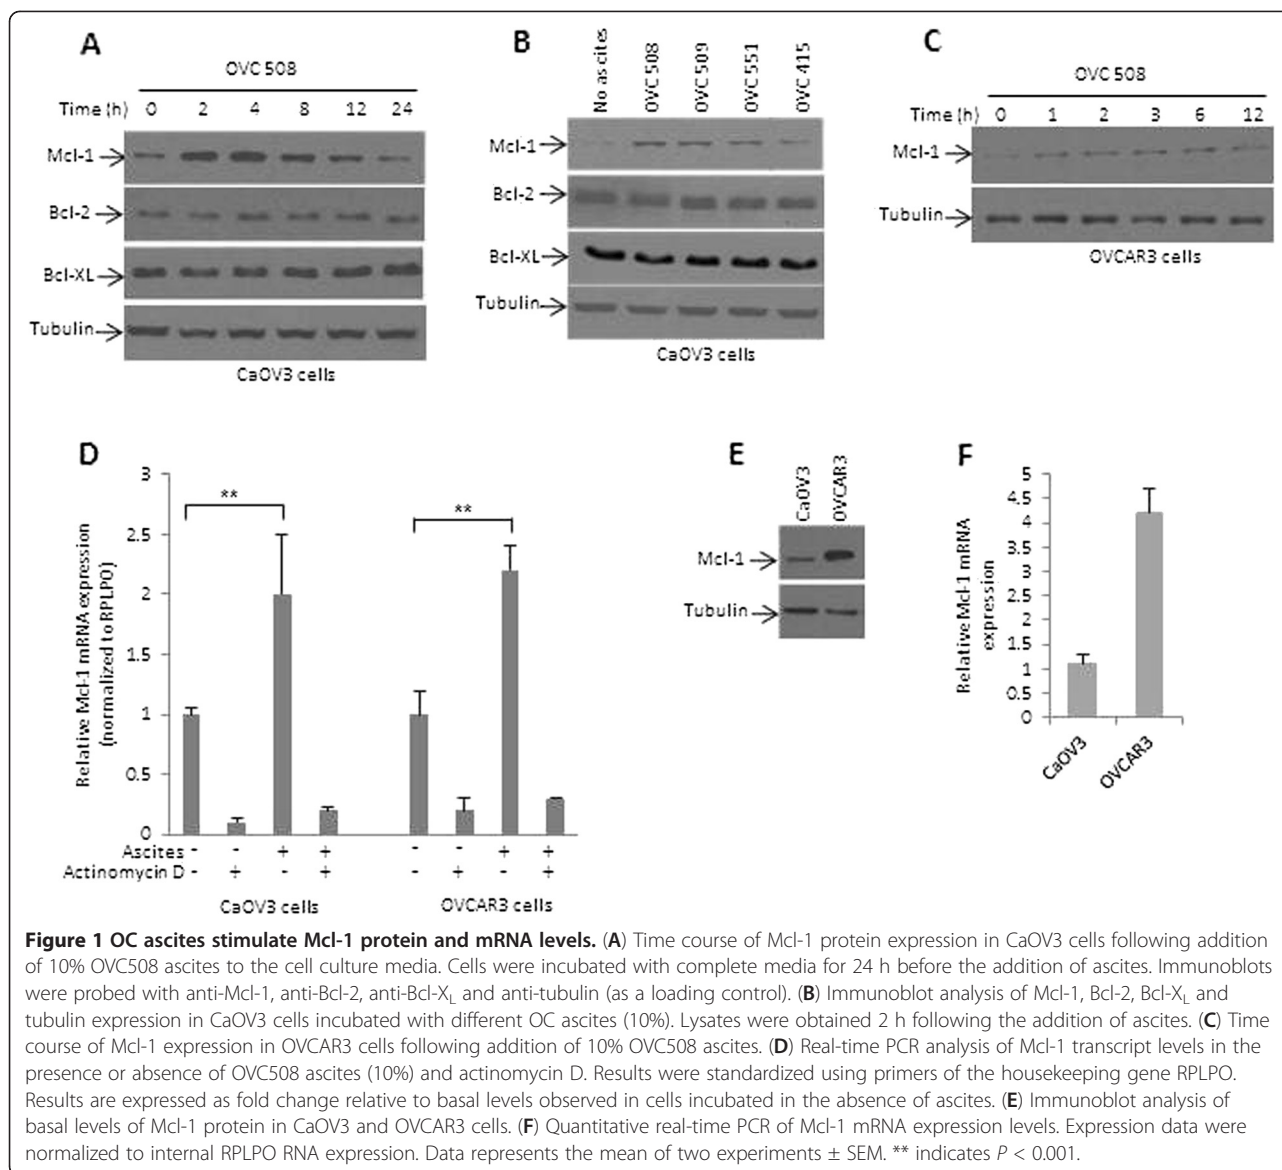 A
OVC 508
Time (h) 0 2 4 8 12 24
Mcl-1
Bcl-2
Bcl-XL
Tubulin
CaOV3 cells
B
No ascites
OVC 508
OVC 509
OVC 551
OVC 415
Mcl-1
Bcl-2
Bcl-XL
Tubulin
CaOV3 cells
C
OVC 508
Time (h) 0 1 2 3 6 12
Mcl-1
Tubulin
OVCAR3 cells
D
Relative Mcl-1 mRNA expression
(normalized to RPLPO)
3
2.5
2
1.5
1
0.5
0
** **
Ascites - - + + - - + +
Actinomycin D - + - + - + - +
CaOV3 cells OVCAR3 cells
E
CaOV3
OVCAR3
Mcl-1
Tubulin
F
Relative Mcl-1 mRNA
expression
5
4.5
4
3.5
3
2.5
2
1.5
1
0.5
0
CaOV3
OVCAR3
Figure 1 OC ascites stimulate Mcl-1 protein and mRNA levels. (A) Time course of Mcl-1 protein expression in CaOV3 cells following addition
of 10% OVC508 ascites to the cell culture media. Cells were incubated with complete media for 24 h before the addition of ascites. Immunoblots
were probed with anti-Mcl-1, anti-Bcl-2, anti-Bcl-XL and anti-tubulin (as a loading control). (B) Immunoblot analysis of Mcl-1, Bcl-2, Bcl-XL and
tubulin expression in CaOV3 cells incubated with different OC ascites (10%). Lysates were obtained 2 h following the addition of ascites. (C) Time
course of Mcl-1 expression in OVCAR3 cells following addition of 10% OVC508 ascites. (D) Real-time PCR analysis of Mcl-1 transcript levels in the
presence or absence of OVC508 ascites (10%) and actinomycin D. Results were standardized using primers of the housekeeping gene RPLPO.
Results are expressed as fold change relative to basal levels observed in cells incubated in the absence of ascites. (E) Immunoblot analysis of
basal levels of Mcl-1 protein in CaOV3 and OVCAR3 cells. (F) Quantitative real-time PCR of Mcl-1 mRNA expression levels. Expression data were
normalized to internal RPLPO RNA expression. Data represents the mean of two experiments ± SEM. ** indicates P < 0.001.